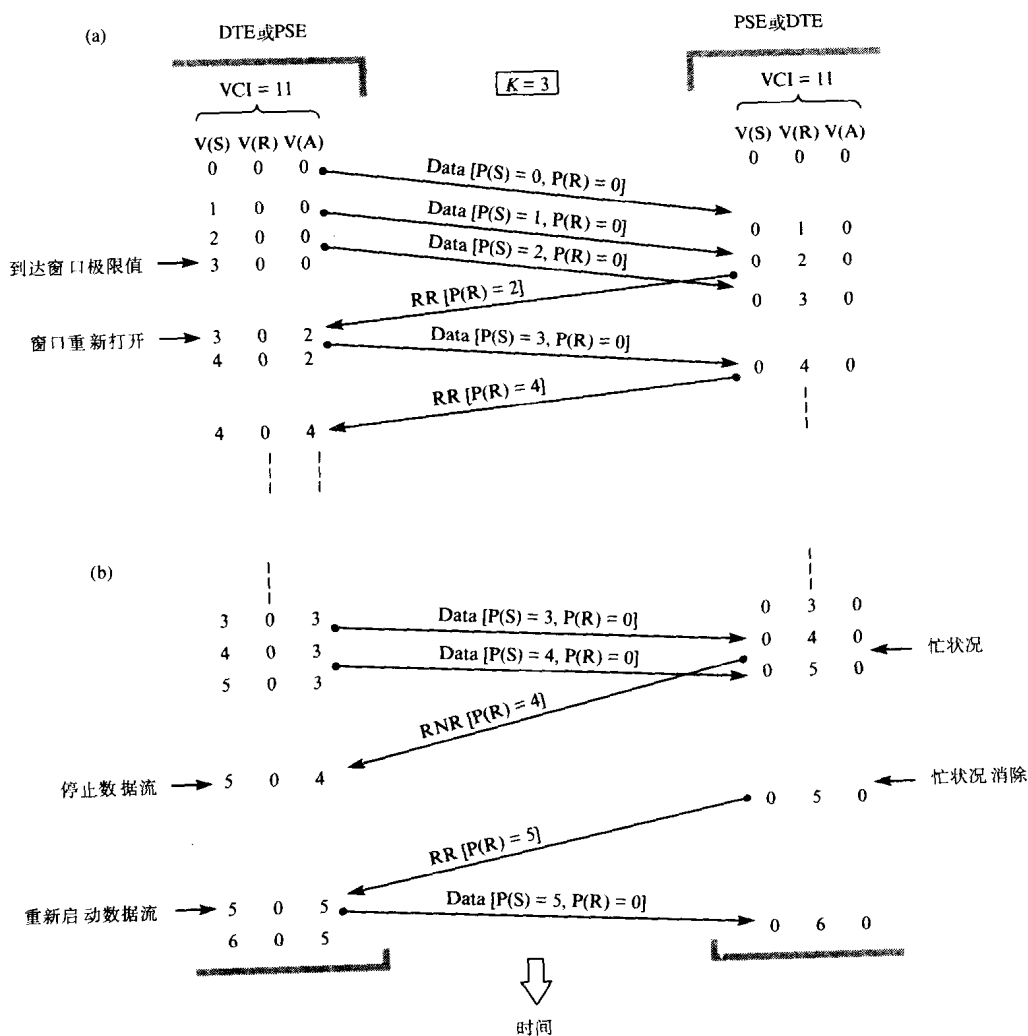 (a)
DTE或PSE
PSE或DTE
VCI = 11
K = 3
VCI = 11
V(S) V(R) V(A)
V(S) V(R) V(A)
0 0 0
0 0 0
Data [P(S) = 0, P(R) = 0]
1 0 0
Data [P(S) = 1, P(R) = 0]
0 1 0
2 0 0
Data [P(S) = 2, P(R) = 0]
到达窗口极限值
3 0 0
0 2 0
RR [P(R) = 2]
0 3 0
窗口重新打开
3 0 2
Data [P(S) = 3, P(R) = 0]
4 0 2
0 4 0
RR [P(R) = 4]
4 0 4
(b)
0 3 0
3 0 3
Data [P(S) = 3, P(R) = 0]
0 4 0
忙状况
4 0 3
Data [P(S) = 4, P(R) = 0]
0 5 0
5 0 3
RNR [P(R) = 4]
停止数据流
5 0 4
忙状况消除
0 5 0
RR [P(R) = 5]
重新启动数据流
5 0 5
Data [P(S) = 5, P(R) = 0]
0 6 0
6 0 5
时间